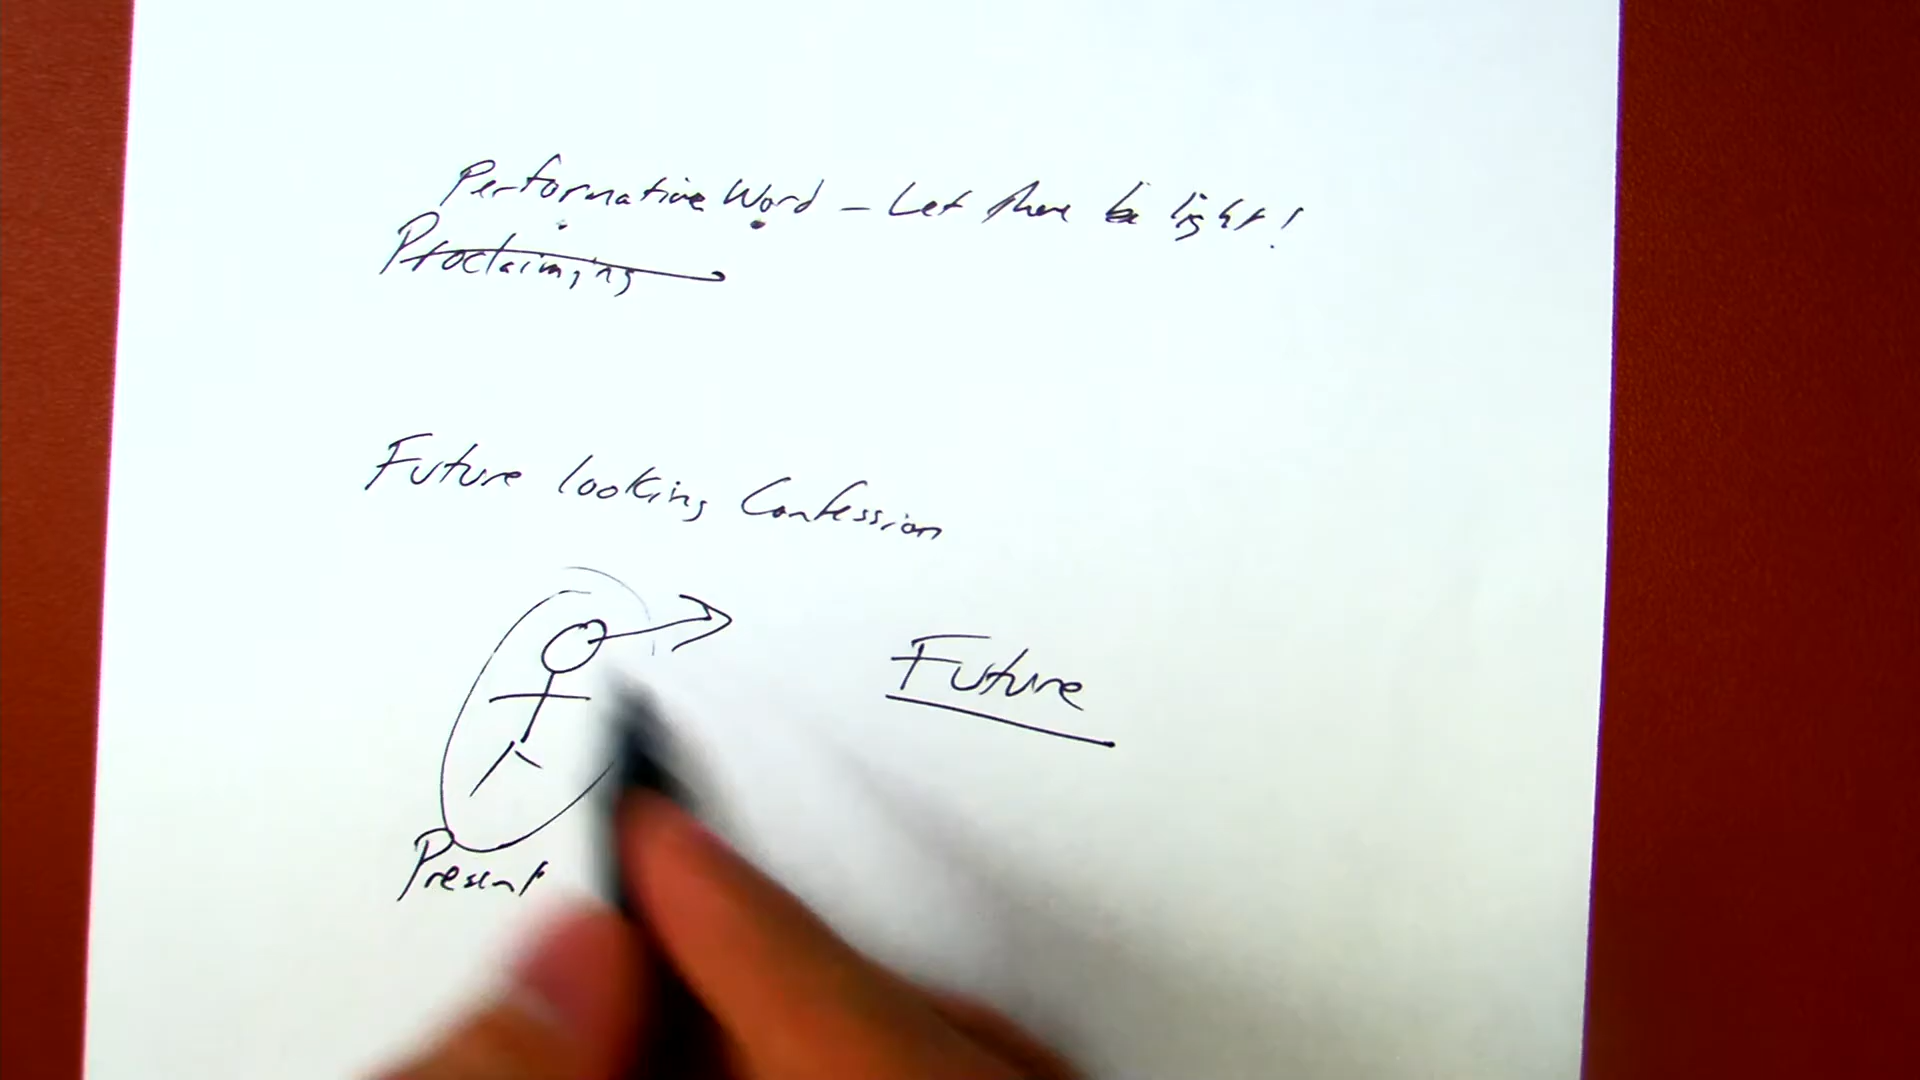 Performative Word – Let there be light!
Proclaiming
Future looking Confession
Future
Present